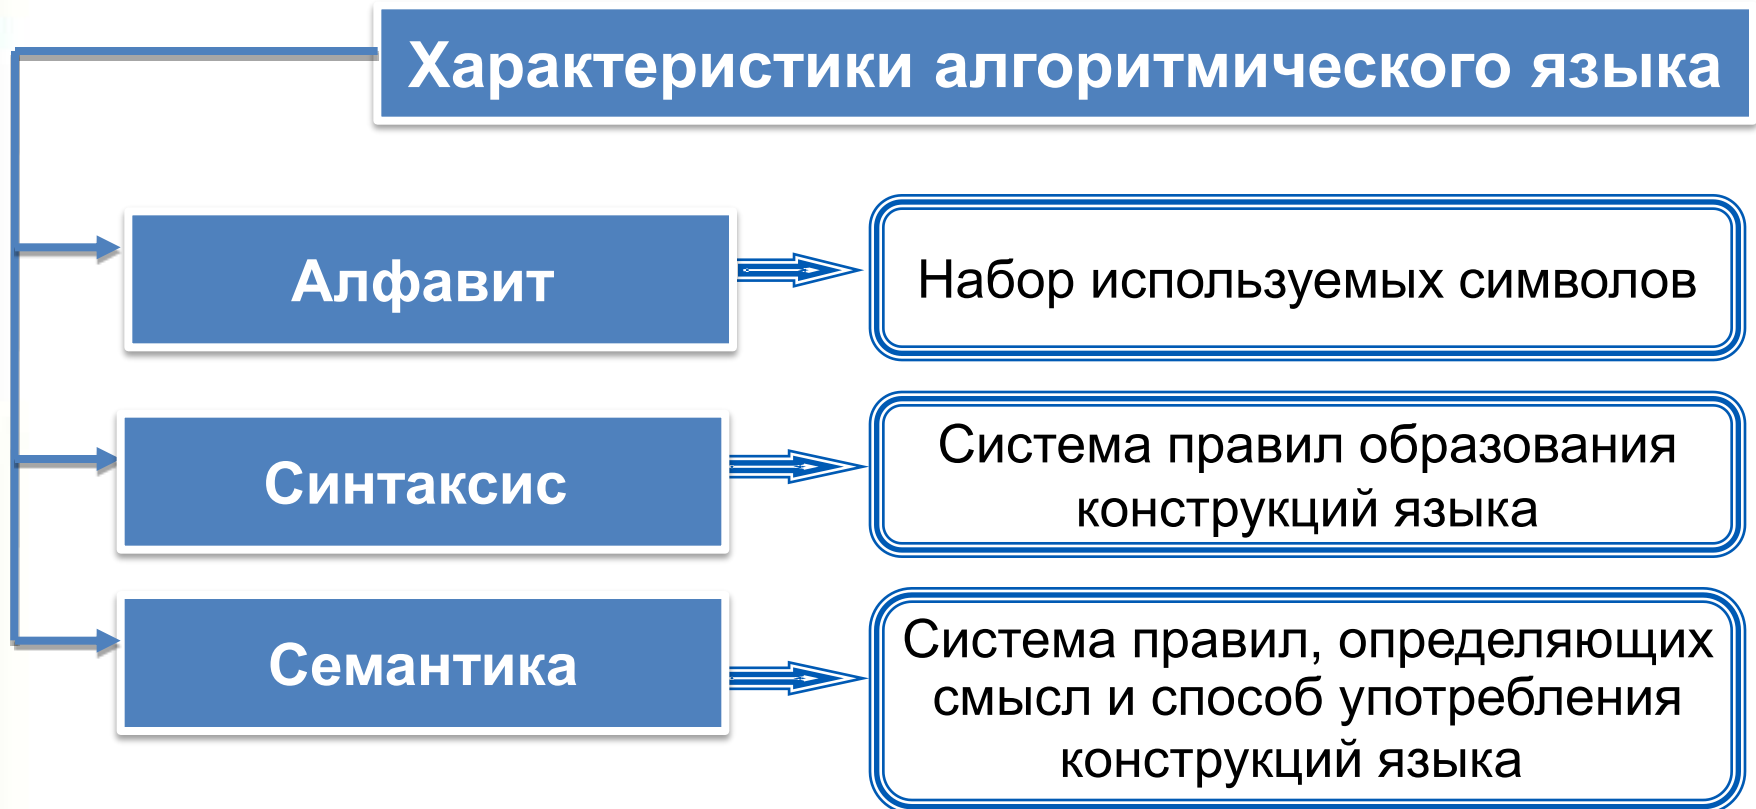 Характеристики алгоритмического языка
Алфавит
Набор используемых символов
Синтаксис
Система правил образования
конструкций языка
Семантика
Система правил, определяющих
смысл и способ употребления
конструкций языка